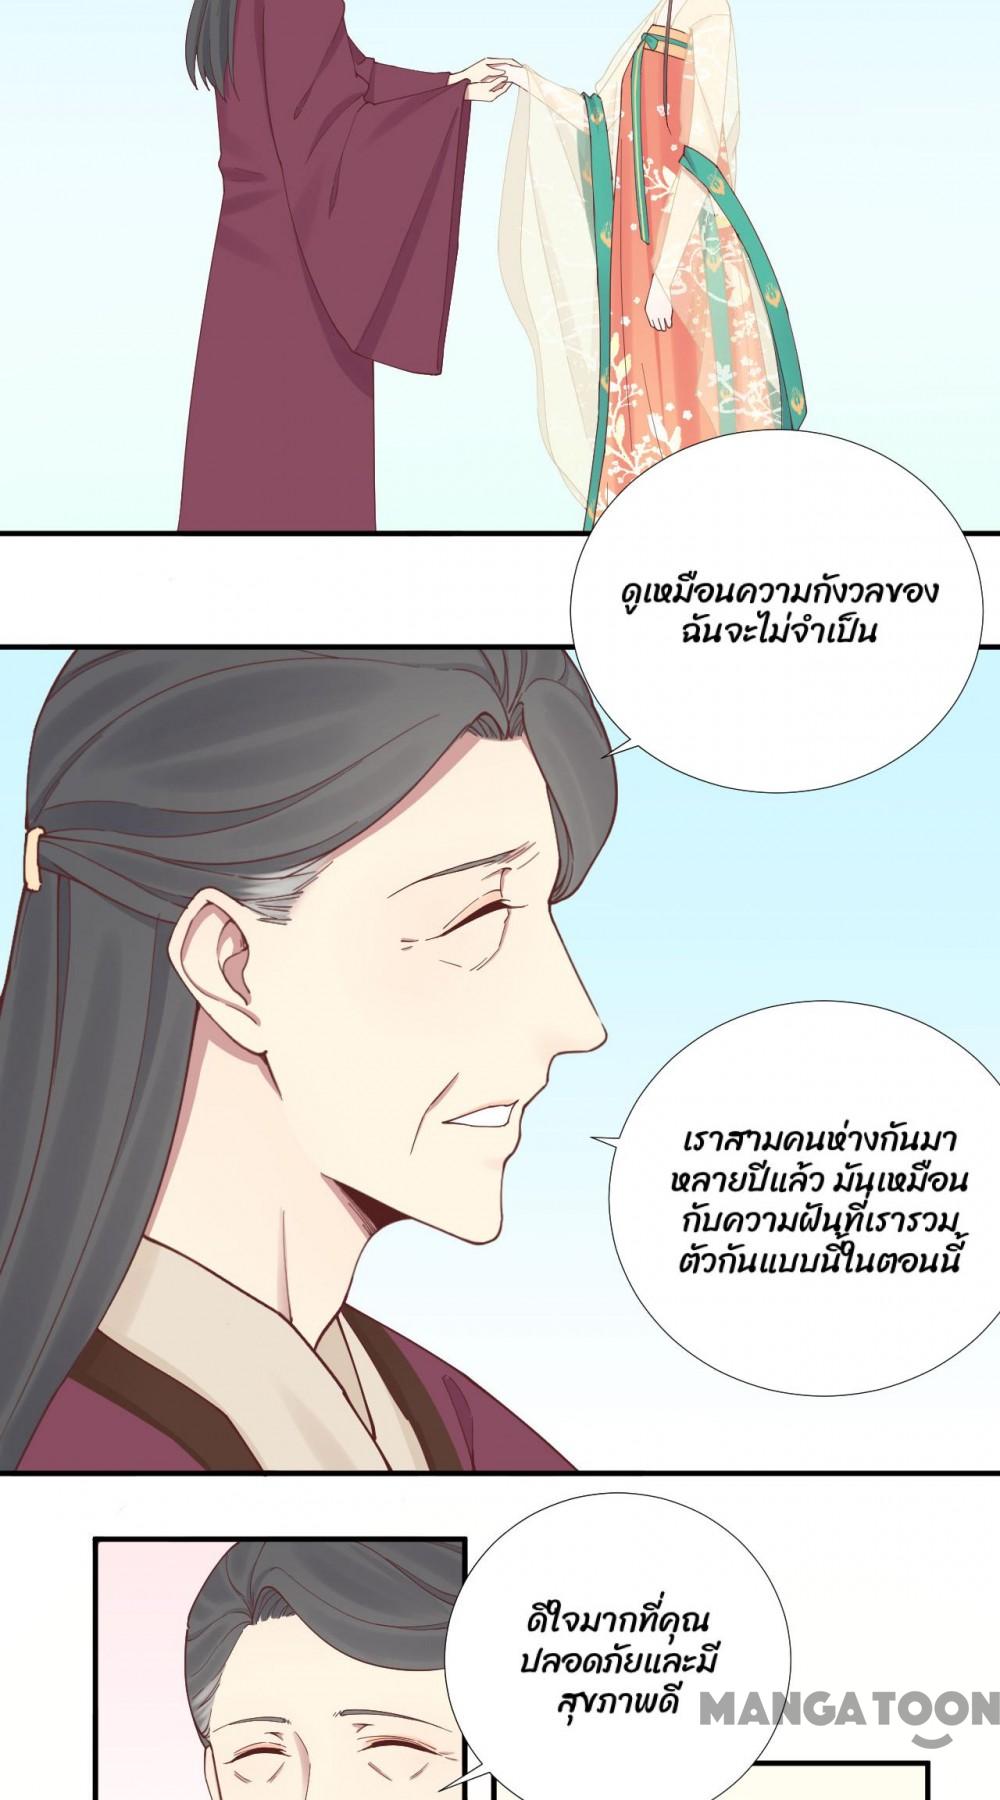 ดูเหมือนความกังวลของ
ฉันจะไม่จำเป็น
เราสามคนห่างกันมา
หลายปีแล้ว มันเหมือน
กับความฝันที่เรารวม
ตัวกันแบบนี้ในตอนนี้
ดีใจมากที่คุณ
ปลอดภัยและมี
สุขภาพดี
MANGATOON